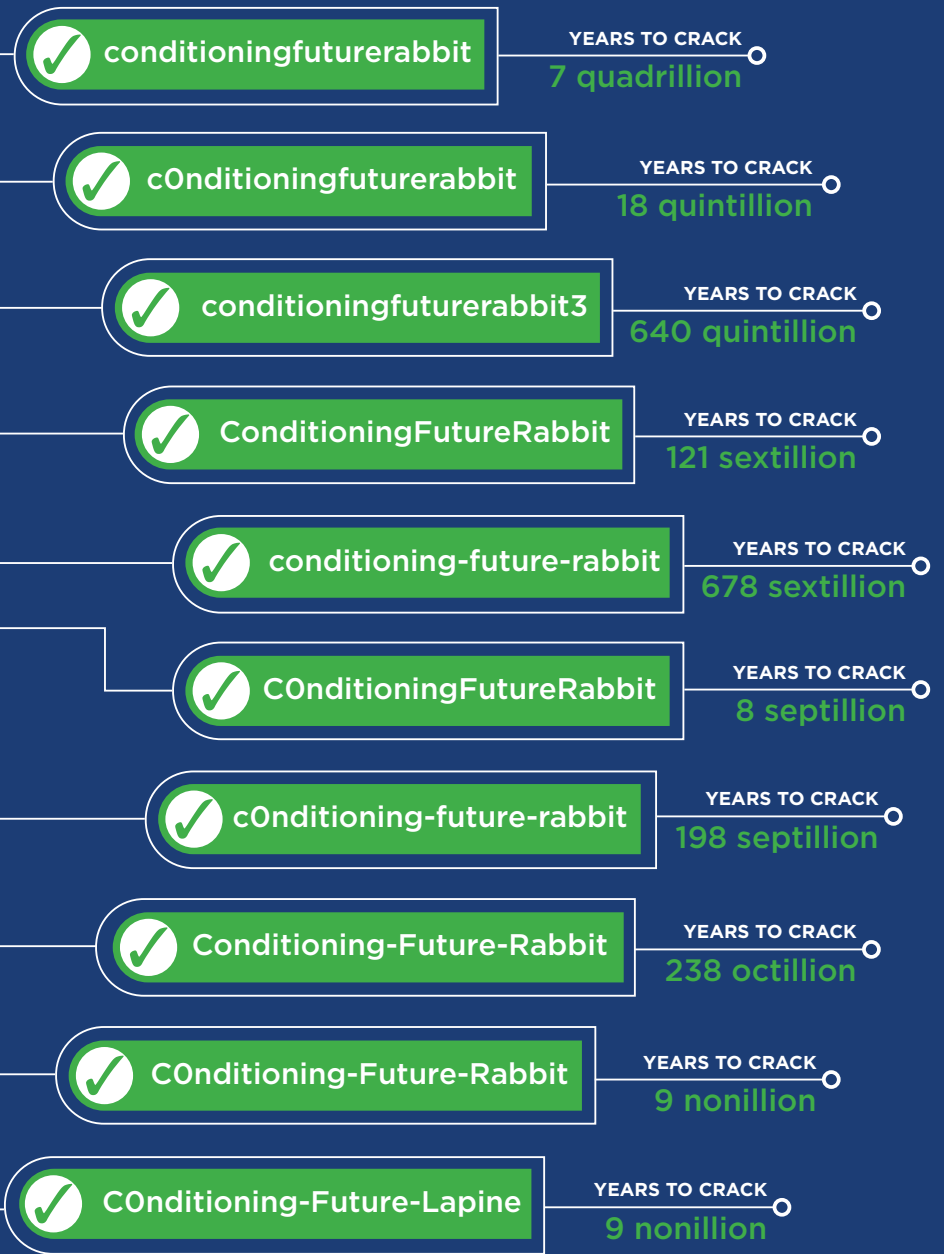 conditioningfuturerabbit
YEARS TO CRACK
7 quadrillion
c0nditioningfuturerabbit
YEARS TO CRACK
18 quintillion
conditioningfuturerabbit3
YEARS TO CRACK
640 quintillion
ConditioningFutureRabbit
YEARS TO CRACK
121 sextillion
conditioning-future-rabbit
YEARS TO CRACK
678 sextillion
C0nditioningFutureRabbit
YEARS TO CRACK
8 septillion
c0nditioning-future-rabbit
YEARS TO CRACK
198 septillion
Conditioning-Future-Rabbit
YEARS TO CRACK
238 octillion
C0nditioning-Future-Rabbit
YEARS TO CRACK
9 nonillion
C0nditioning-Future-Lapine
YEARS TO CRACK
9 nonillion